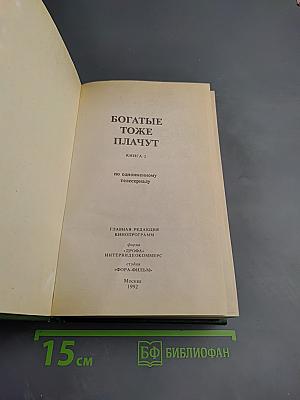 БОГАТЫЕ
ТОЖЕ
ПЛАЧУТ
КНИГА 2
по одноименному
телесериалу
ГЛАВНАЯ РЕДАКЦИЯ
КИНОПРОГРАММ
фирма
«ДРОФА»
ИНТЕРВИДЕОКОММЕРС
студия
«ФОРА-ФИЛЬМ»
Москва
1992
15 см
БФ БИБЛИОФАН